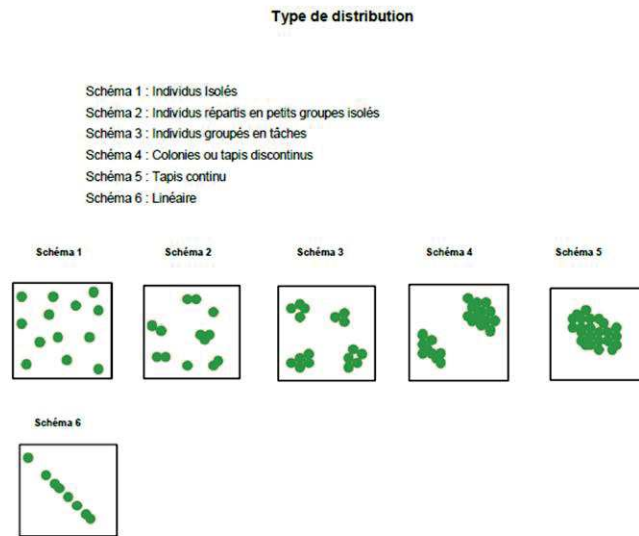 Type de distribution
Schéma 1 : Individus Isolés
Schéma 2 : Individus répartis en petits groupes isolés
Schéma 3 : Individus groupés en tâches
Schéma 4 : Colonies ou tapis discontinus
Schéma 5 : Tapis continu
Schéma 6 : Linéaire
Schéma 1
Schéma 2
Schéma 3
Schéma 4
Schéma 5
Schéma 6